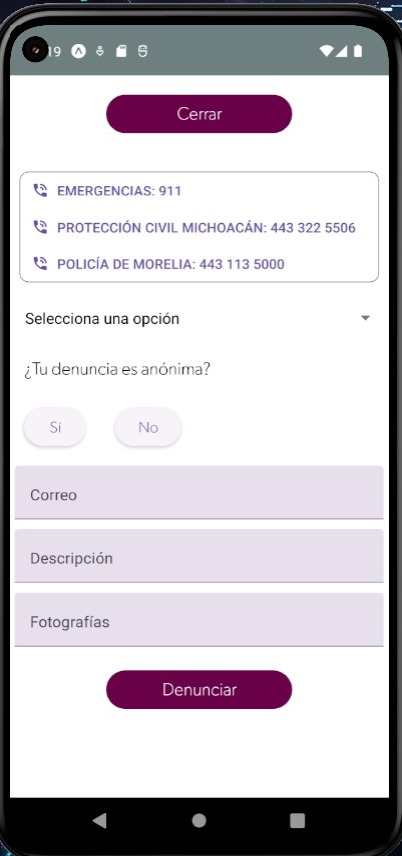 19
Cerrar
EMERGENCIAS: 911
PROTECCIÓN CIVIL MICHOACÁN: 443 322 5506
POLICÍA DE MORELIA: 443 113 5000
Selecciona una opción
¿Tu denuncia es anónima?
Sí No
Correo
Descripción
Fotografías
Denunciar